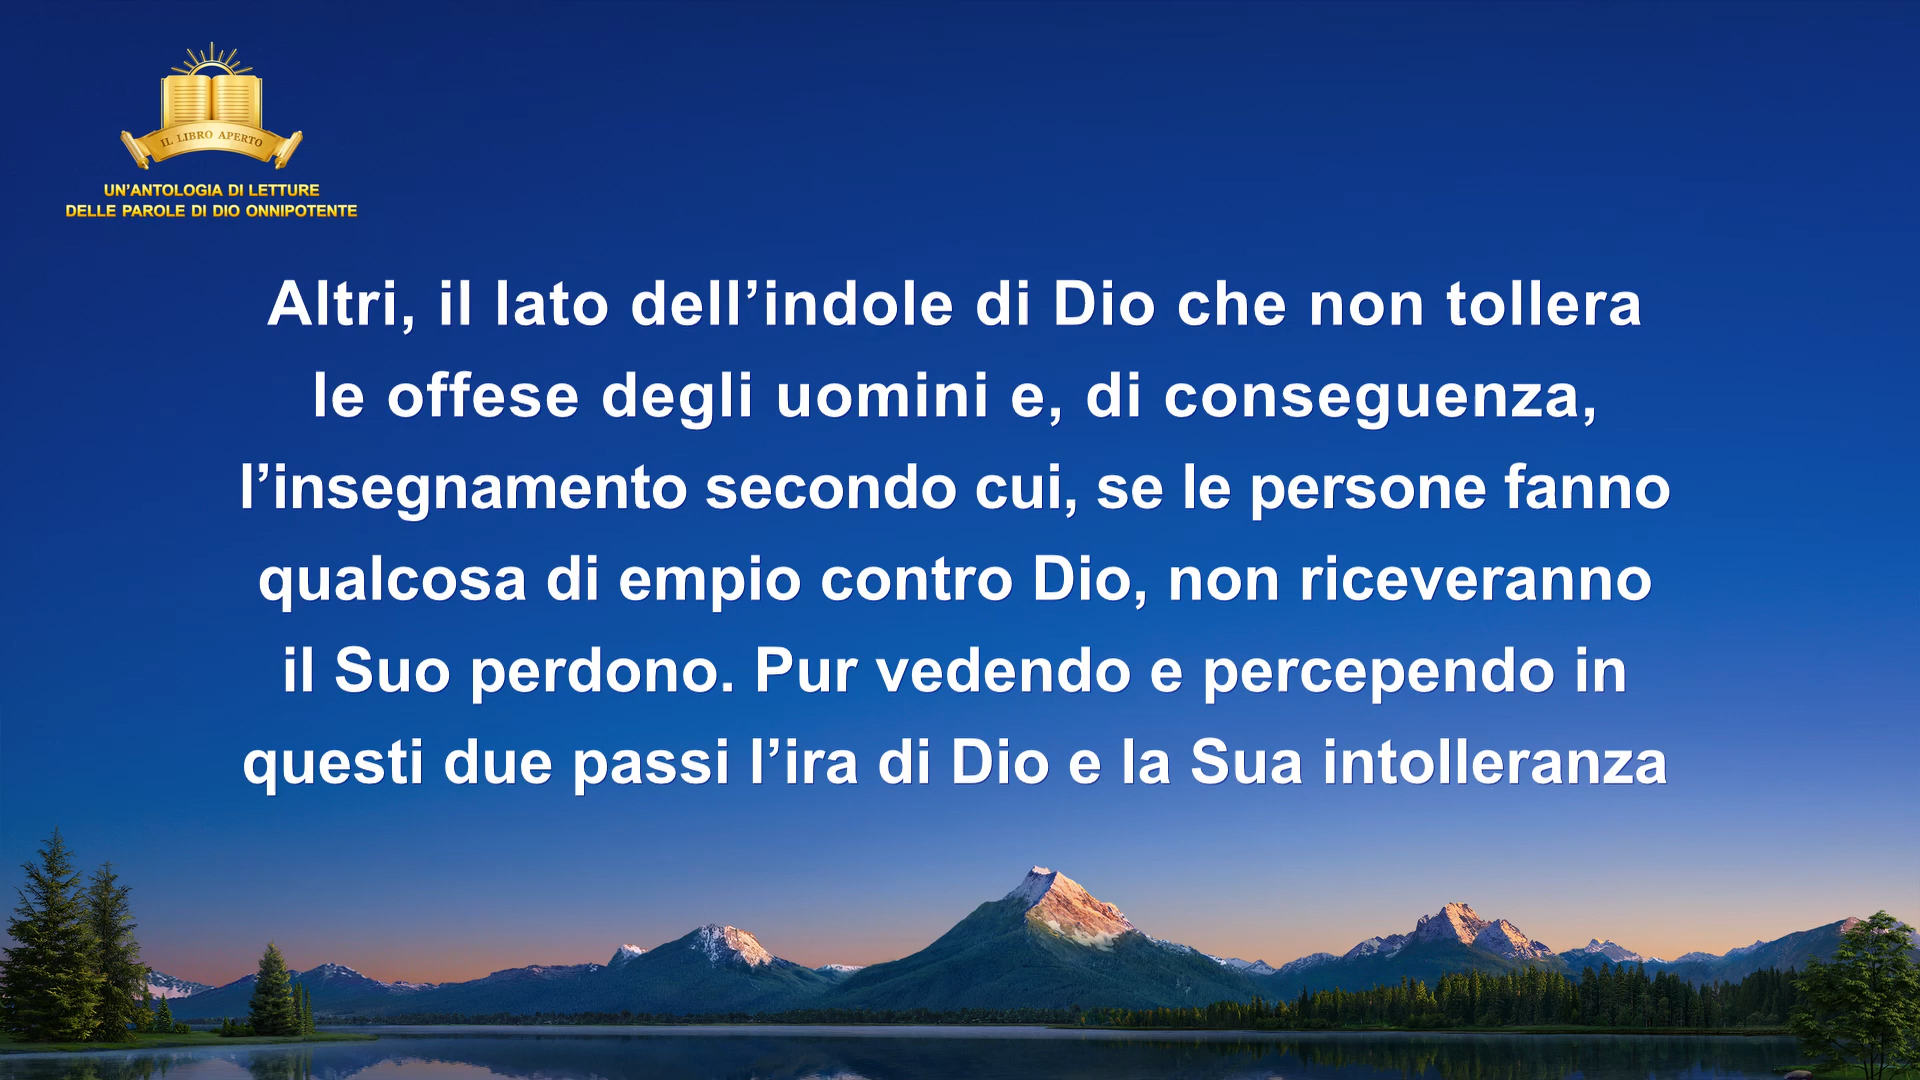 IL LIBRO APERTO
UN’ANTOLOGIA DI LETTURE
DELLE PAROLE DI DIO ONNIPOTENTE
Altri, il lato dell’indole di Dio che non tollera
le offese degli uomini e, di conseguenza,
l’insegnamento secondo cui, se le persone fanno
qualcosa di empio contro Dio, non riceveranno
il Suo perdono. Pur vedendo e percependo in
questi due passi l’ira di Dio e la Sua intolleranza